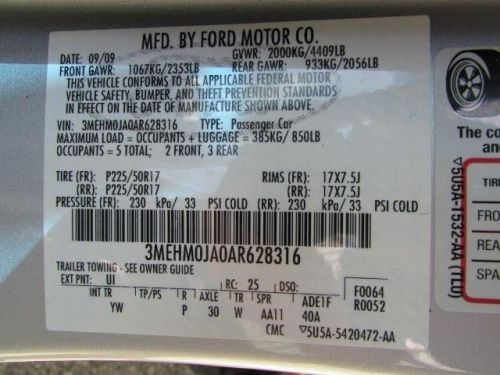 MFD. BY FORD MOTOR CO.
DATE: 09/09 GVWR: 2000KG/4409LB
FRONT GAWR: 1067KG/2353LB REAR GAWR: 933KG/2056LB
THIS VEHICLE CONFORMS TO ALL APPLICABLE FEDERAL MOTOR
VEHICLE SAFETY, BUMPER, AND THEFT PREVENTION STANDARDS
IN EFFECT ON THE DATE OF MANUFACTURE SHOWN ABOVE.
VIN: 3MEHM0JA0AR628316 TYPE: Passenger Car
MAXIMUM LOAD = OCCUPANTS + LUGGAGE = 385KG/ 850LB
OCCUPANTS = 5 TOTAL; 2 FRONT, 3 REAR
TIRE (FR): P225/50R17 RIMS (FR): 17X7.5J
(RR): P225/50R17 (RR): 17X7.5J
PRESSURE (FR): 230 kPa/ 33 PSI COLD (RR): 230 kPa/ 33 PSI COLD
3MEHM0JA0AR628316
TRAILER TOWING - SEE OWNER GUIDE
EXT PNT: UI RC: 25 DSO: F0064
INT TR R AXLE TR SPR ADE1F R0052
YW P 30 W AA11 40A
CMC ▽5U5A-5420472-AA
The co
and
▽5U5A-1532-AA (TL0)
TIRE
FRO
REA
SPA